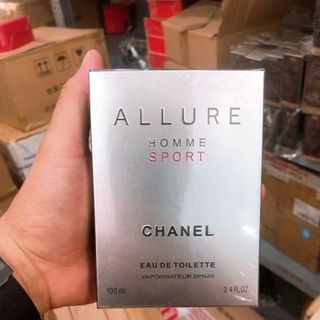 ALLURE
HOMME
SPORT
CHANEL
EAU DE TOILETTE
VAPORISATEUR SPRAY
100 ml 3.4 FL.OZ